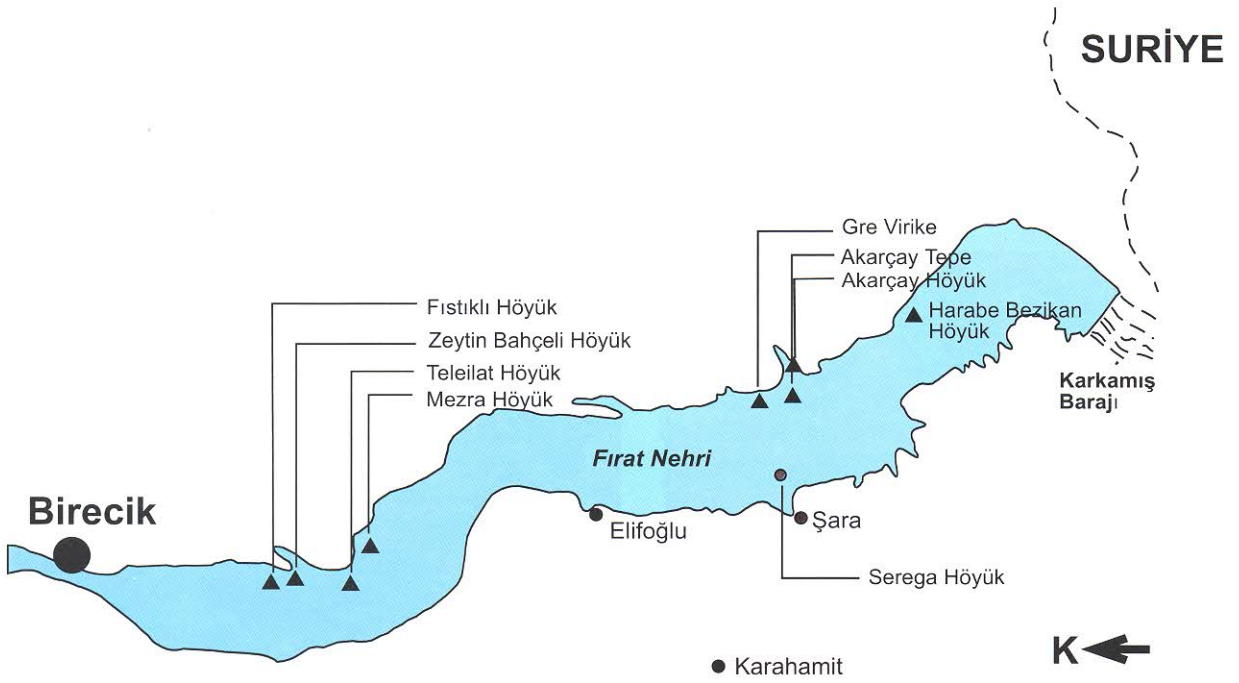 SURİYE
Gre Virike
Akarçay Tepe
Akarçay Höyük
Harabe Bezikan
Höyük
Fıstıklı Höyük
Zeytin Bahçeli Höyük
Teleilat Höyük
Mezra Höyük
Karkamış
Barajı
Fırat Nehri
Birecik
Elifoğlu
Şara
Serega Höyük
K
Karahamit